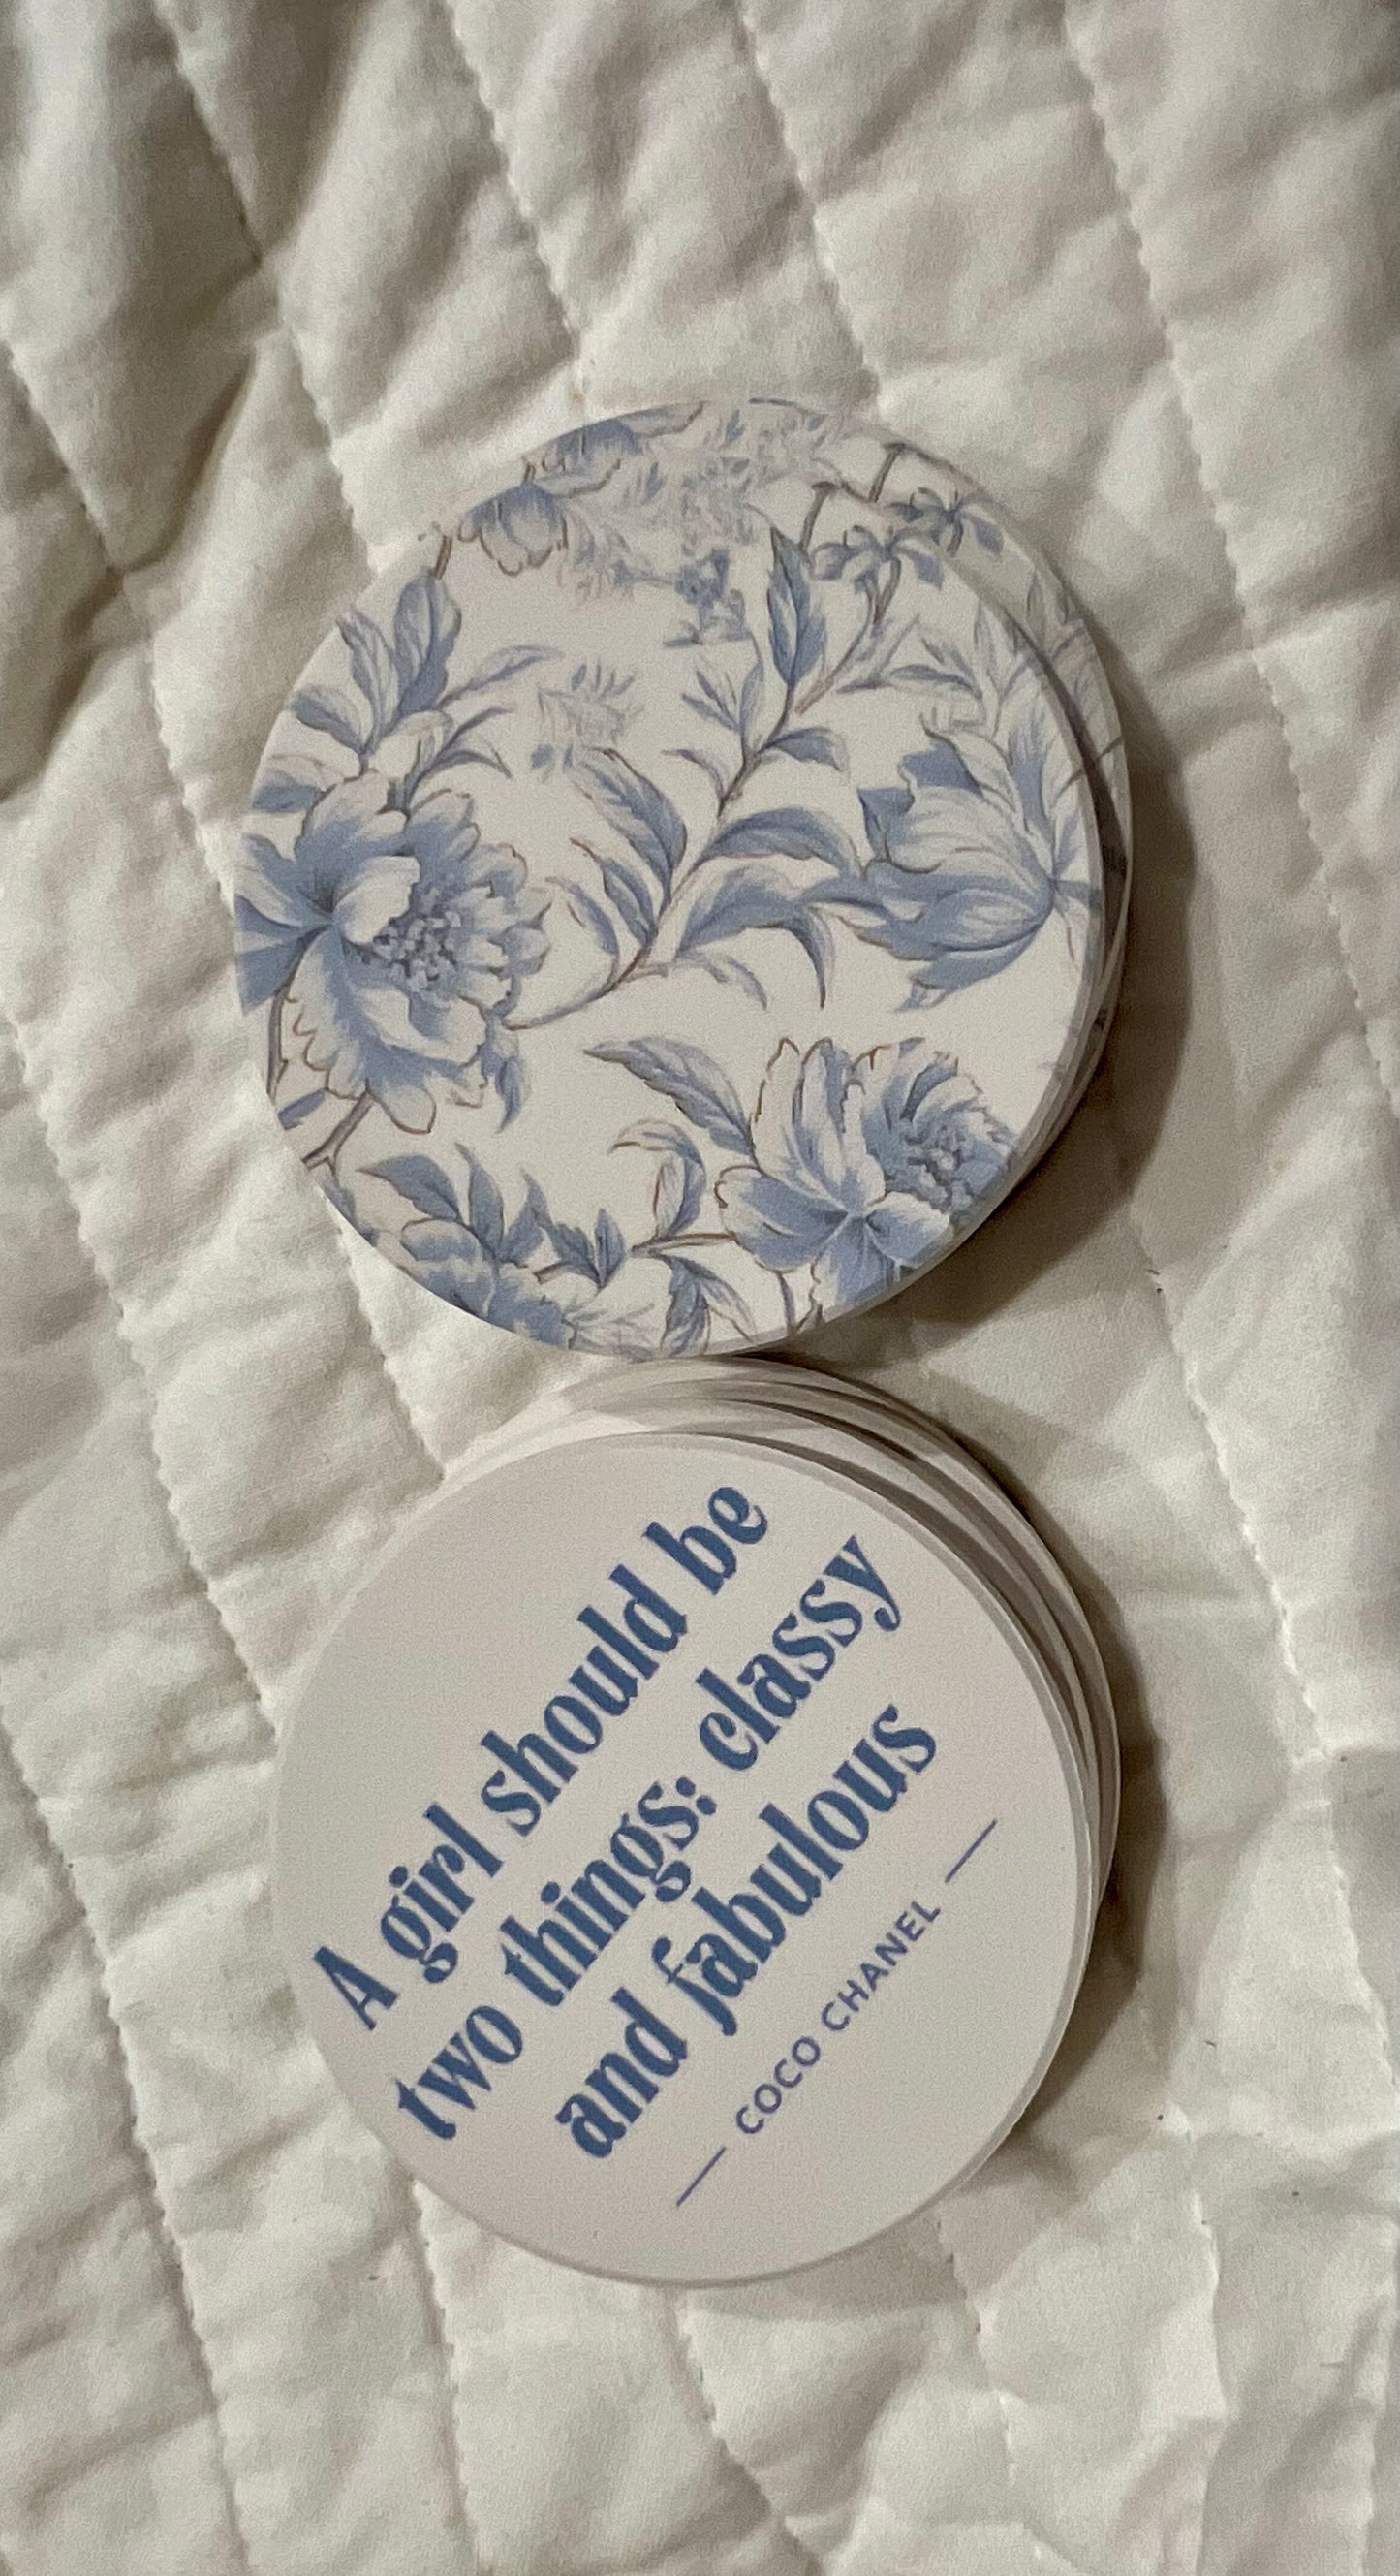 A girl should be
two things: classy
and fabulous
— COCO CHANEL —